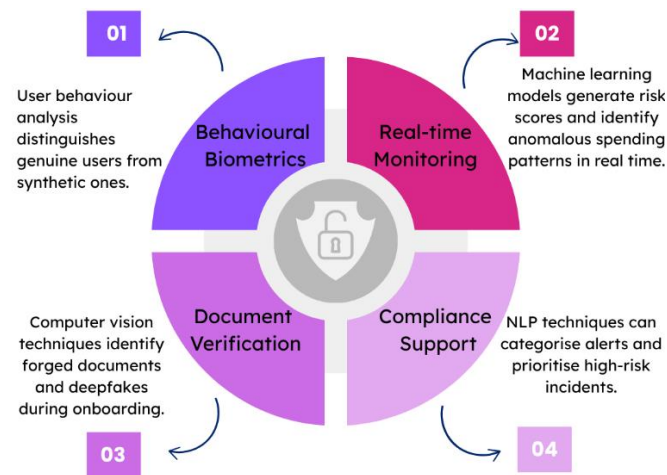 01
User behaviour
analysis
distinguishes
genuine users from
synthetic ones.
Behavioural
Biometrics
02
Machine learning
models generate risk
scores and identify
anomalous spending
patterns in real time.
Real-time
Monitoring
Computer vision
techniques identify
forged documents
and deepfakes
during onboarding.
03
Document
Verification
Compliance
Support
NLP techniques can
categorise alerts and
prioritise high-risk
incidents.
04